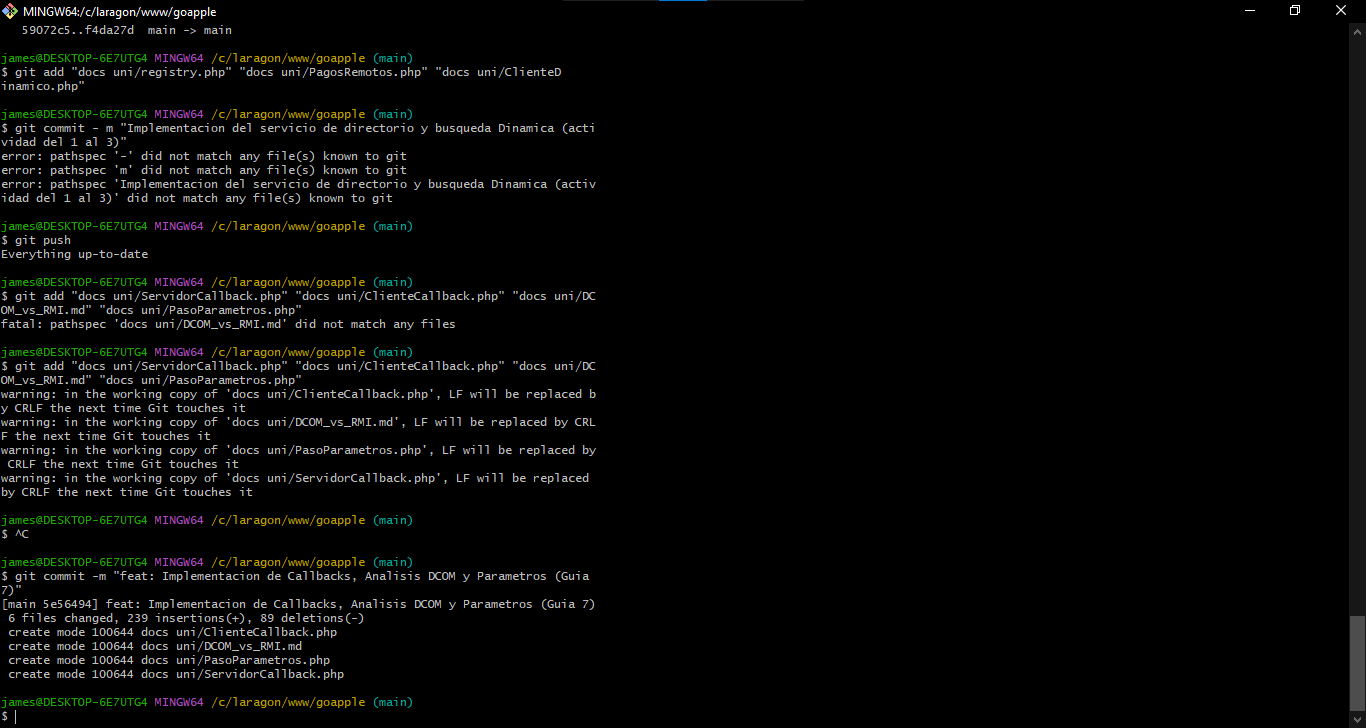 MINGW64:/c/laragon/www/goapple
59072c5..f4da27d  main -> main
james@DESKTOP-6E7UTG4 MINGW64 /c/laragon/www/goapple (main)
$ git add "docs uni/registry.php" "docs uni/PagosRemotos.php" "docs uni/ClienteD
inamico.php"
james@DESKTOP-6E7UTG4 MINGW64 /c/laragon/www/goapple (main)
$ git commit - m "Implementacion del servicio de directorio y busqueda Dinamica (acti
vidad del 1 al 3)"
error: pathspec '-' did not match any file(s) known to git
error: pathspec 'm' did not match any file(s) known to git
error: pathspec 'Implementacion del servicio de directorio y busqueda Dinamica (activ
idad del 1 al 3)' did not match any file(s) known to git
james@DESKTOP-6E7UTG4 MINGW64 /c/laragon/www/goapple (main)
$ git push
Everything up-to-date
james@DESKTOP-6E7UTG4 MINGW64 /c/laragon/www/goapple (main)
$ git add "docs uni/ServidorCallback.php" "docs uni/ClienteCallback.php" "docs uni/DC
OM_vs_RMI.md" "docs uni/PasoParametros.php"
fatal: pathspec 'docs uni/DCOM_vs_RMI.md' did not match any files
james@DESKTOP-6E7UTG4 MINGW64 /c/laragon/www/goapple (main)
$ git add "docs uni/ServidorCallback.php" "docs uni/ClienteCallback.php" "docs uni/DC
OM_vs_RMI.md" "docs uni/PasoParametros.php"
warning: in the working copy of 'docs uni/ClienteCallback.php', LF will be replaced b
y CRLF the next time Git touches it
warning: in the working copy of 'docs uni/DCOM_vs_RMI.md', LF will be replaced by CRL
F the next time Git touches it
warning: in the working copy of 'docs uni/PasoParametros.php', LF will be replaced by
 CRLF the next time Git touches it
warning: in the working copy of 'docs uni/ServidorCallback.php', LF will be replaced
by CRLF the next time Git touches it
james@DESKTOP-6E7UTG4 MINGW64 /c/laragon/www/goapple (main)
$ ^C
james@DESKTOP-6E7UTG4 MINGW64 /c/laragon/www/goapple (main)
$ git commit -m "feat: Implementacion de Callbacks, Analisis DCOM y Parametros (Guia
7)"
[main 5e56494] feat: Implementacion de Callbacks, Analisis DCOM y Parametros (Guia 7)
 6 files changed, 239 insertions(+), 89 deletions(-)
 create mode 100644 docs uni/ClienteCallback.php
 create mode 100644 docs uni/DCOM_vs_RMI.md
 create mode 100644 docs uni/PasoParametros.php
 create mode 100644 docs uni/ServidorCallback.php
james@DESKTOP-6E7UTG4 MINGW64 /c/laragon/www/goapple (main)
$